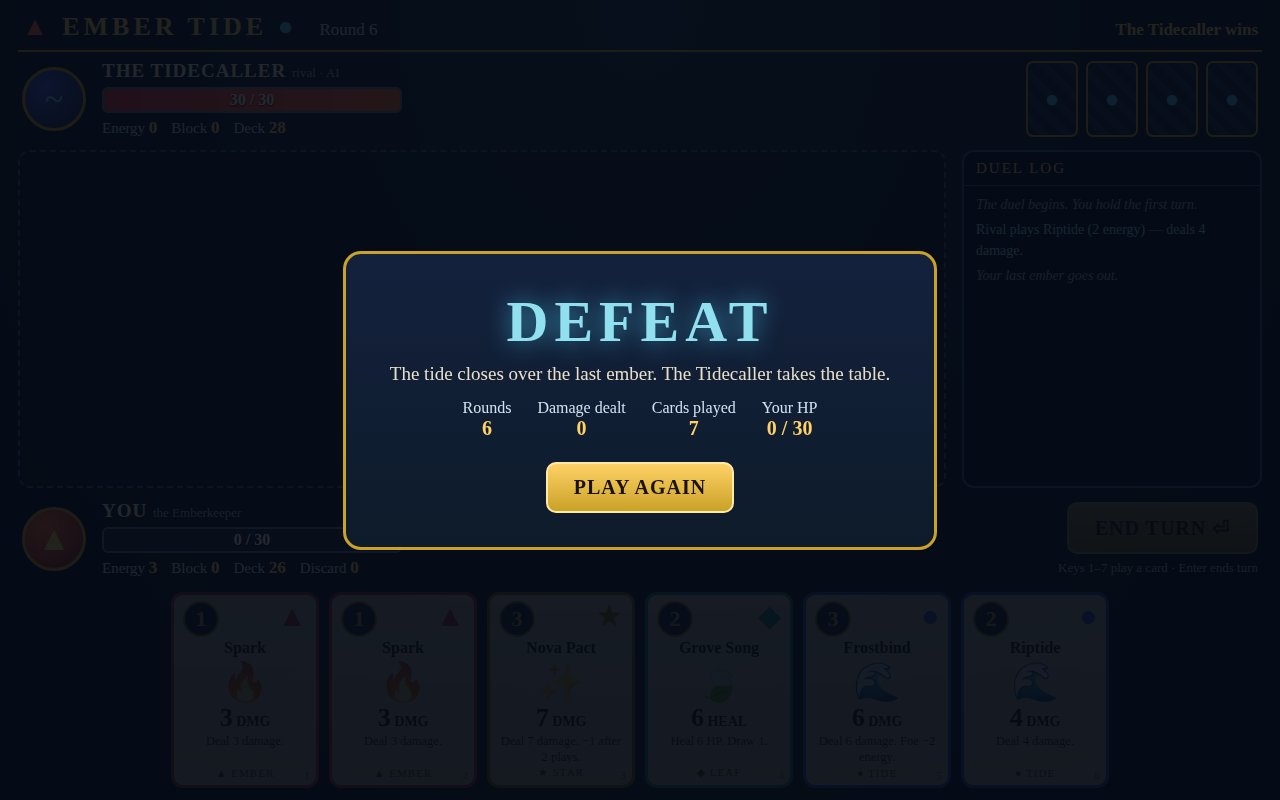 ▲ EMBER TIDE ● Round 6 The Tidecaller wins
THE TIDECALLER rival · AI
~
30 / 30
Energy 0 Block 0 Deck 28
DUEL LOG
The duel begins. You hold the first turn.
Rival plays Riptide (2 energy) — deals 4
damage.
Your last ember goes out.
DEFEAT
The tide closes over the last ember. The Tidecaller takes the table.
Rounds Damage dealt Cards played Your HP
6 0 7 0 / 30
PLAY AGAIN
YOU the Emberkeeper
0 / 30
Energy 3 Block 0 Deck 26 Discard 0
END TURN ⏎
Keys 1–7 play a card · Enter ends turn
1 ▲
Spark
3 DMG
Deal 3 damage.
▲ EMBER
1 ▲
Spark
3 DMG
Deal 3 damage.
▲ EMBER
3 ★
Nova Pact
7 DMG
Deal 7 damage. −1 after
2 plays.
★ STAR
2 ◆
Grove Song
6 HEAL
Heal 6 HP. Draw 1.
◆ LEAF
3 ●
Frostbind
6 DMG
Deal 6 damage. Foe −2
energy.
● TIDE
2 ●
Riptide
4 DMG
Deal 4 damage.
● TIDE